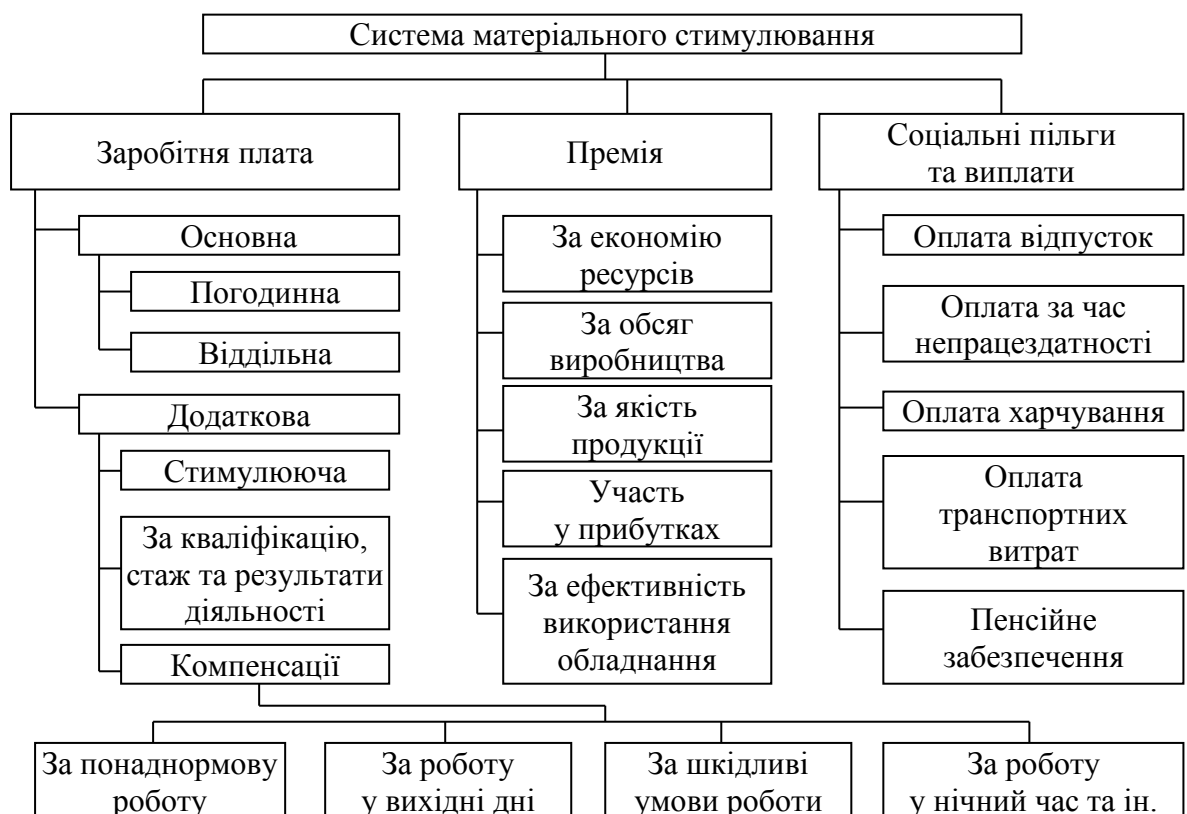 Система матеріального стимулювання
Заробітня плата
Основна
Погодинна
Віддільна
Додаткова
Стимулююча
За кваліфікацію,
стаж та результати
діяльності
Компенсації
Премія
За економію
ресурсів
За обсяг
виробництва
За якість
продукції
Участь
у прибутках
За ефективність
використання
обладнання
Соціальні пільги
та виплати
Оплата відпусток
Оплата за час
непрацездатності
Оплата харчування
Оплата
транспортних
витрат
Пенсійне
забезпечення
За понаднормову
роботу
За роботу
у вихідні дні
За шкідливі
умови роботи
За роботу
у нічний час та ін.